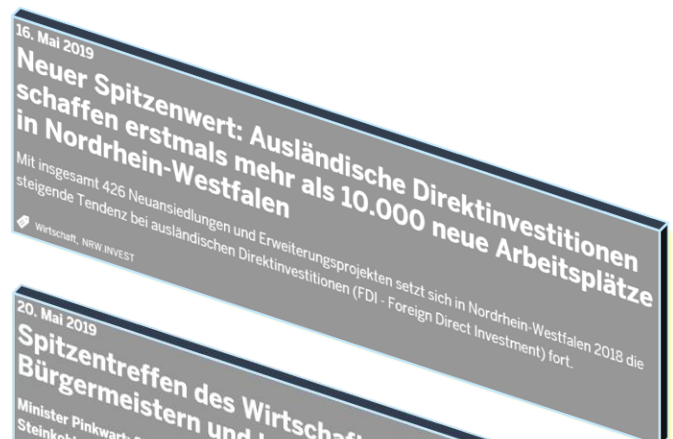 16. Mai 2019
Neuer Spitzenwert: Ausländische Direktinvestitionen
schaffen erstmals mehr als 10.000 neue Arbeitsplätze
in Nordrhein-Westfalen
Mit insgesamt 426 Neuansiedlungen und Erweiterungsprojekten setzt sich in Nordrhein-Westfalen 2018 die
steigende Tendenz bei ausländischen Direktinvestitionen (FDI - Foreign Direct Investment) fort.
Wirtschaft, NRW.INVEST
20. Mai 2019
Spitzentreffen des
Bürgermeistern und
Minister Pinkwart: